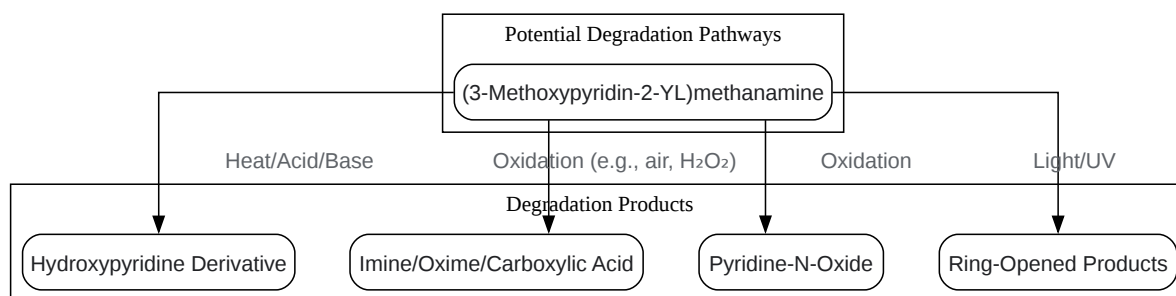 Potential Degradation Pathways
(3-Methoxypyridin-2-YL)methanamine
Heat/Acid/Base
Oxidation (e.g., air, H₂O₂)
Oxidation
Light/UV
Degradation Products
Hydroxypyridine Derivative
Imine/Oxime/Carboxylic Acid
Pyridine-N-Oxide
Ring-Opened Products